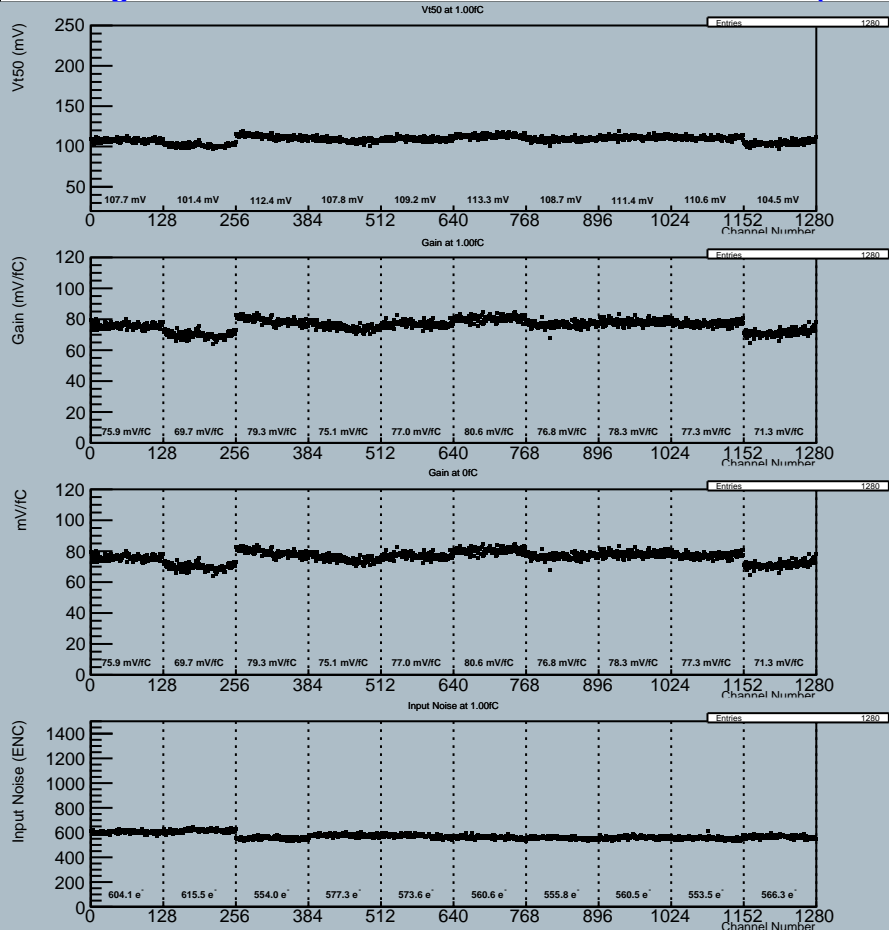 Vt50 at 1.00fC
Entries 1280
Vt50 (mV)
250
200
150
100
50
107.7 mV 101.4 mV 112.4 mV 107.8 mV 109.2 mV 113.3 mV 108.7 mV 111.4 mV 110.6 mV 104.5 mV
0 128 256 384 512 640 768 896 1024 1152 1280
Channel Number
Gain at 1.00fC
Entries 1280
Gain (mV/fC)
120
100
80
60
40
20
0
75.9 mV/fC 69.7 mV/fC 79.3 mV/fC 75.1 mV/fC 77.0 mV/fC 80.6 mV/fC 76.8 mV/fC 78.3 mV/fC 77.3 mV/fC 71.3 mV/fC
0 128 256 384 512 640 768 896 1024 1152 1280
Channel Number
Gain at 0fC
Entries 1280
mV/fC
120
100
80
60
40
20
0
75.9 mV/fC 69.7 mV/fC 79.3 mV/fC 75.1 mV/fC 77.0 mV/fC 80.6 mV/fC 76.8 mV/fC 78.3 mV/fC 77.3 mV/fC 71.3 mV/fC
0 128 256 384 512 640 768 896 1024 1152 1280
Channel Number
Input Noise at 1.00fC
Entries 1280
Input Noise (ENC)
1400
1200
1000
800
600
400
200
0
604.1 e⁻ 615.5 e⁻ 554.0 e⁻ 577.3 e⁻ 573.6 e⁻ 560.6 e⁻ 555.8 e⁻ 560.5 e⁻ 553.5 e⁻ 566.3 e⁻
0 128 256 384 512 640 768 896 1024 1152 1280
Channel Number